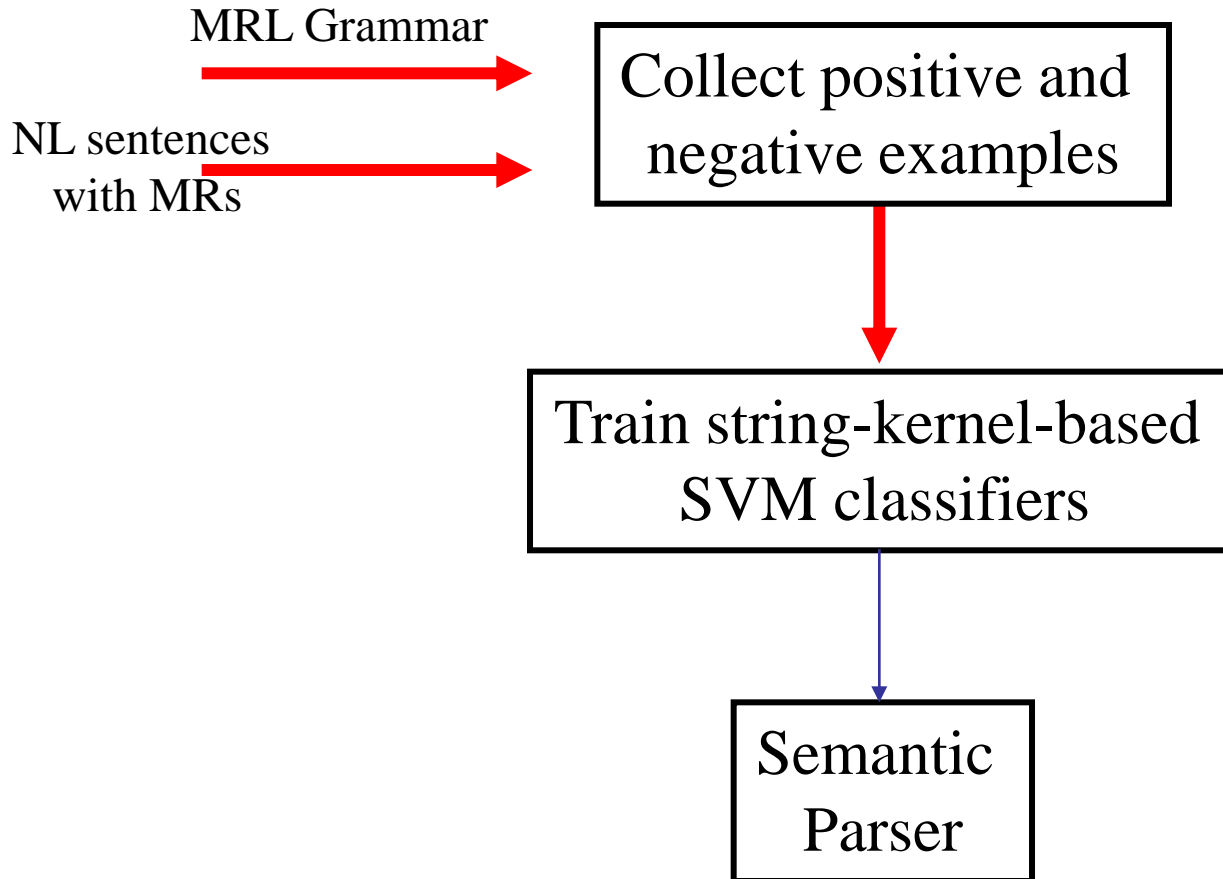 MRL Grammar
NL sentences
with MRs
Collect positive and
negative examples
Train string-kernel-based
SVM classifiers
Semantic
Parser